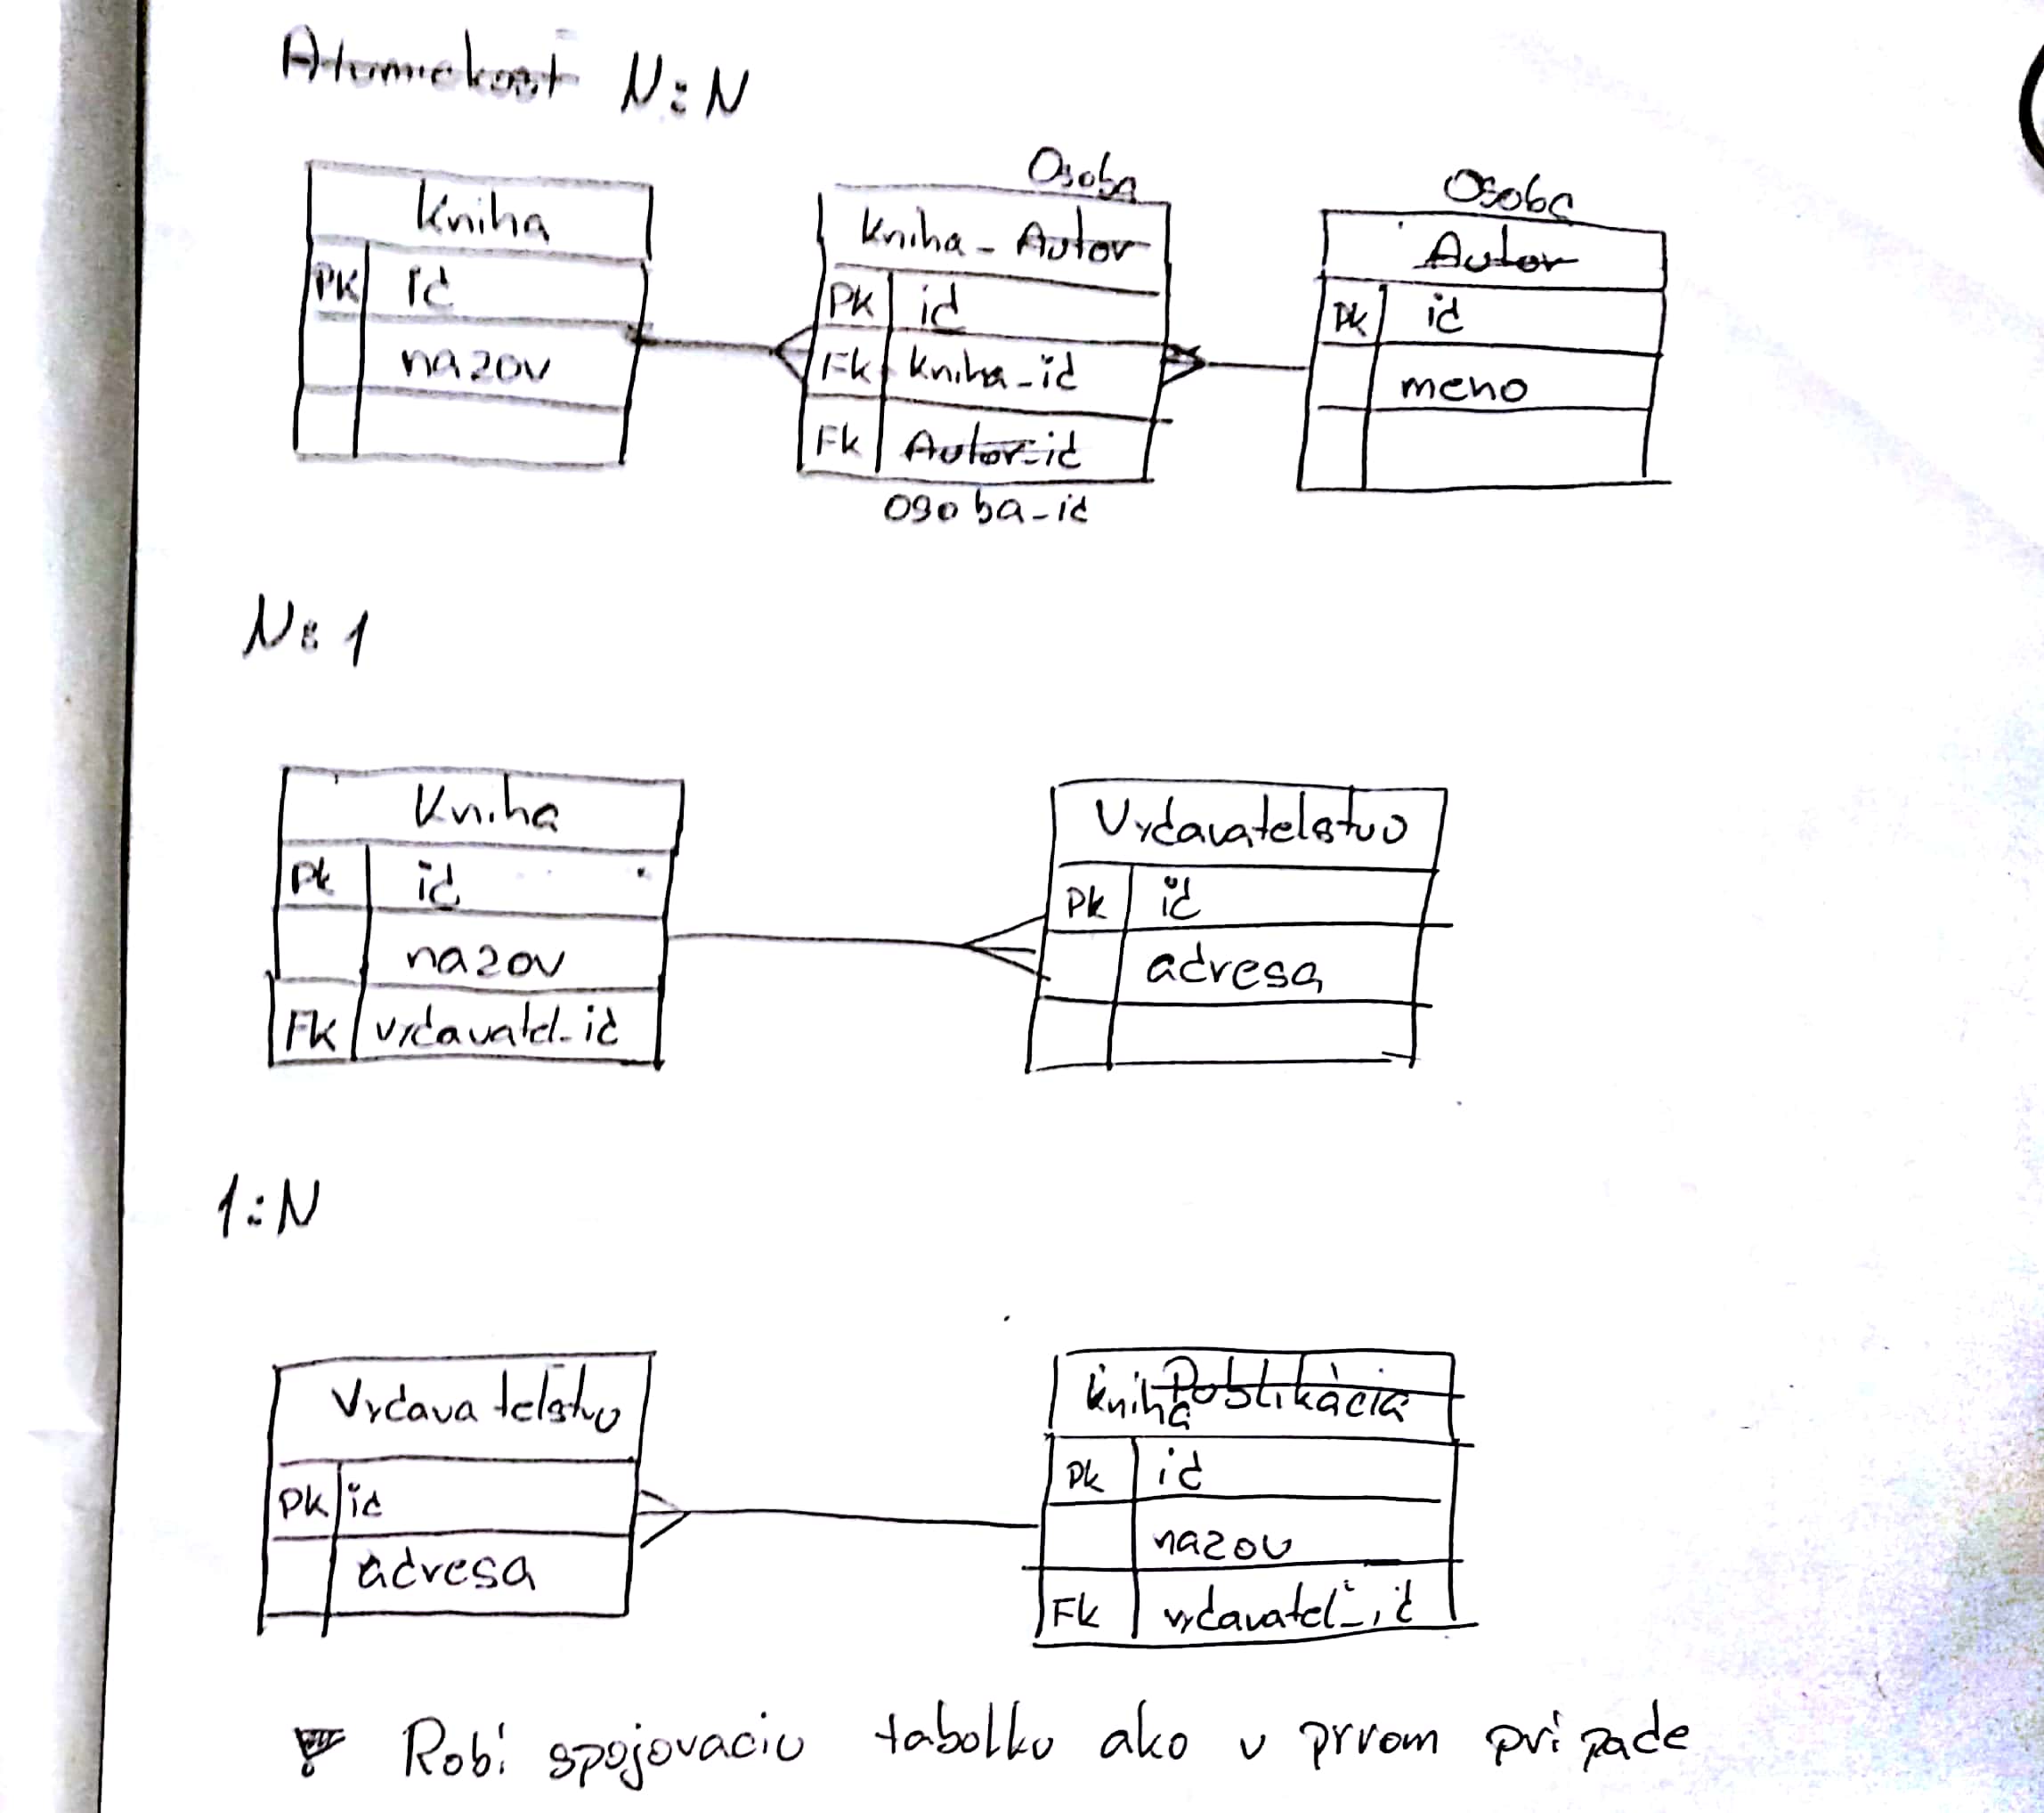 Atomickosť N:N
Osoba
Osoba
Kniha
Kniha - Autor
Autor
PK id
PK id
PK id
nazov
FK kniha_id
meno
FK Autor_id
osoba_id
N:1
Kniha
Vydavatelstvo
PK id
PK id
nazov
adresa
FK vydavatel_id
1:N
Vydavatelstvo
kniha Publikácia
PK id
PK id
adresa
nazov
FK vydavatel_id
Robi spojovaciu tabolku ako v prvom pripade